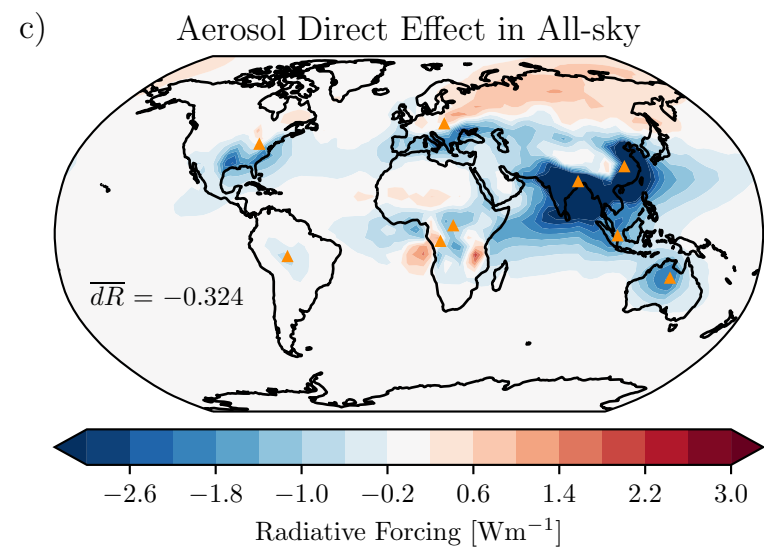 c)
Aerosol Direct Effect in All-sky
\overline{dR} = −0.324
−2.6 −1.8 −1.0 −0.2 0.6 1.4 2.2 3.0
Radiative Forcing [Wm⁻¹]